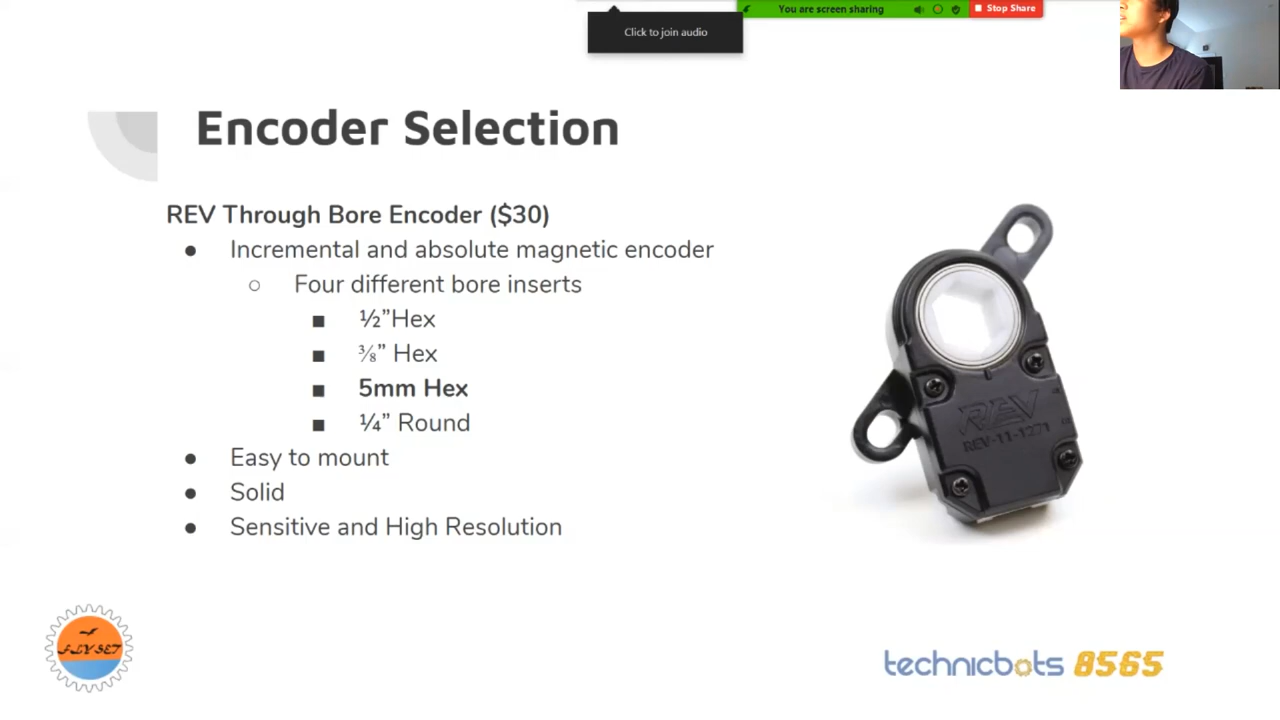 You are screen sharing
Stop Share
Click to join audio
Encoder Selection
REV Through Bore Encoder ($30)
● Incremental and absolute magnetic encoder
○ Four different bore inserts
■ ½”Hex
■ ⅜” Hex
■ 5mm Hex
■ ¼” Round
● Easy to mount
● Solid
● Sensitive and High Resolution
REV
REV-11-1271
FLY SET
technicbots 8565